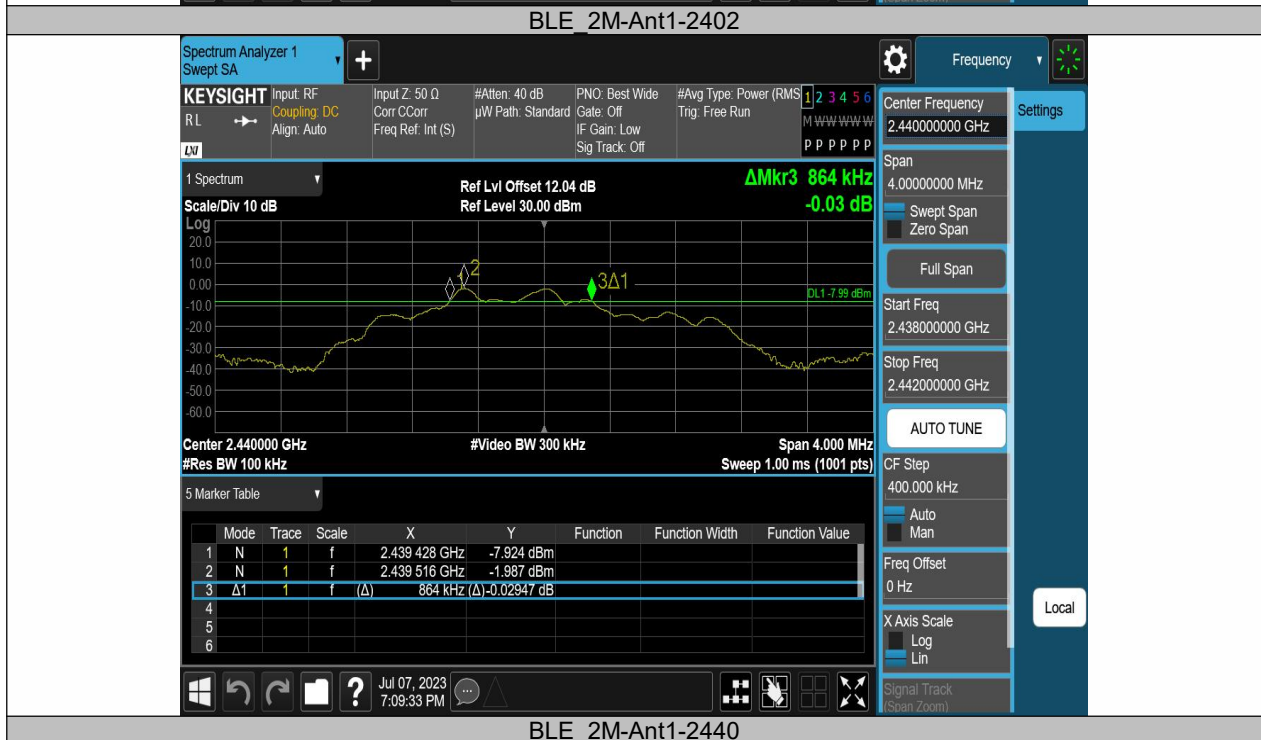 BLE_2M-Ant1-2402
Spectrum Analyzer 1
Swept SA
+
Frequency
KEYSIGHT
RL
LXI
Input: RF
Coupling: DC
Align: Auto
Input Z: 50 Ω
Corr CCorr
Freq Ref: Int (S)
#Atten: 40 dB
µW Path: Standard
PNO: Best Wide
Gate: Off
IF Gain: Low
Sig Track: Off
#Avg Type: Power (RMS
Trig: Free Run
1 2 3 4 5 6
M W W W W W
P P P P P P
1 Spectrum
Scale/Div 10 dB
Ref Lvl Offset 12.04 dB
Ref Level 30.00 dBm
ΔMkr3 864 kHz
-0.03 dB
Log
20.0
10.0
0.00
-10.0
-20.0
-30.0
-40.0
-50.0
-60.0
1
2
3Δ1
DL1 -7.99 dBm
Center 2.440000 GHz
#Video BW 300 kHz
Span 4.000 MHz
#Res BW 100 kHz
Sweep 1.00 ms (1001 pts)
5 Marker Table
Mode Trace Scale X Y Function Function Width Function Value
1 N 1 f 2.439 428 GHz -7.924 dBm
2 N 1 f 2.439 516 GHz -1.987 dBm
3 Δ1 1 f (Δ) 864 kHz (Δ) -0.02947 dB
4
5
6
?
Jul 07, 2023
7:09:33 PM
Center Frequency
2.440000000 GHz
Settings
Span
4.00000000 MHz
Swept Span
Zero Span
Full Span
Start Freq
2.438000000 GHz
Stop Freq
2.442000000 GHz
AUTO TUNE
CF Step
400.000 kHz
Auto
Man
Freq Offset
0 Hz
X Axis Scale
Log
Lin
Local
Signal Track
(Span Zoom)
BLE_2M-Ant1-2440